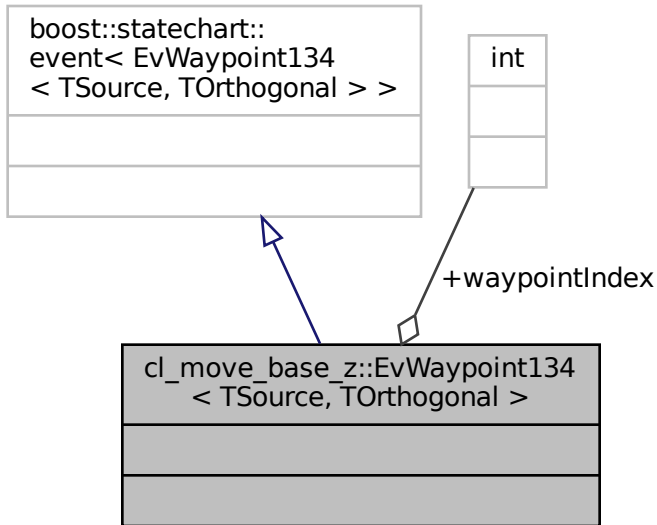 boost::statechart::
event< EvWaypoint134
< TSource, TOrthogonal > >
int
+waypointIndex
cl_move_base_z::EvWaypoint134
< TSource, TOrthogonal >